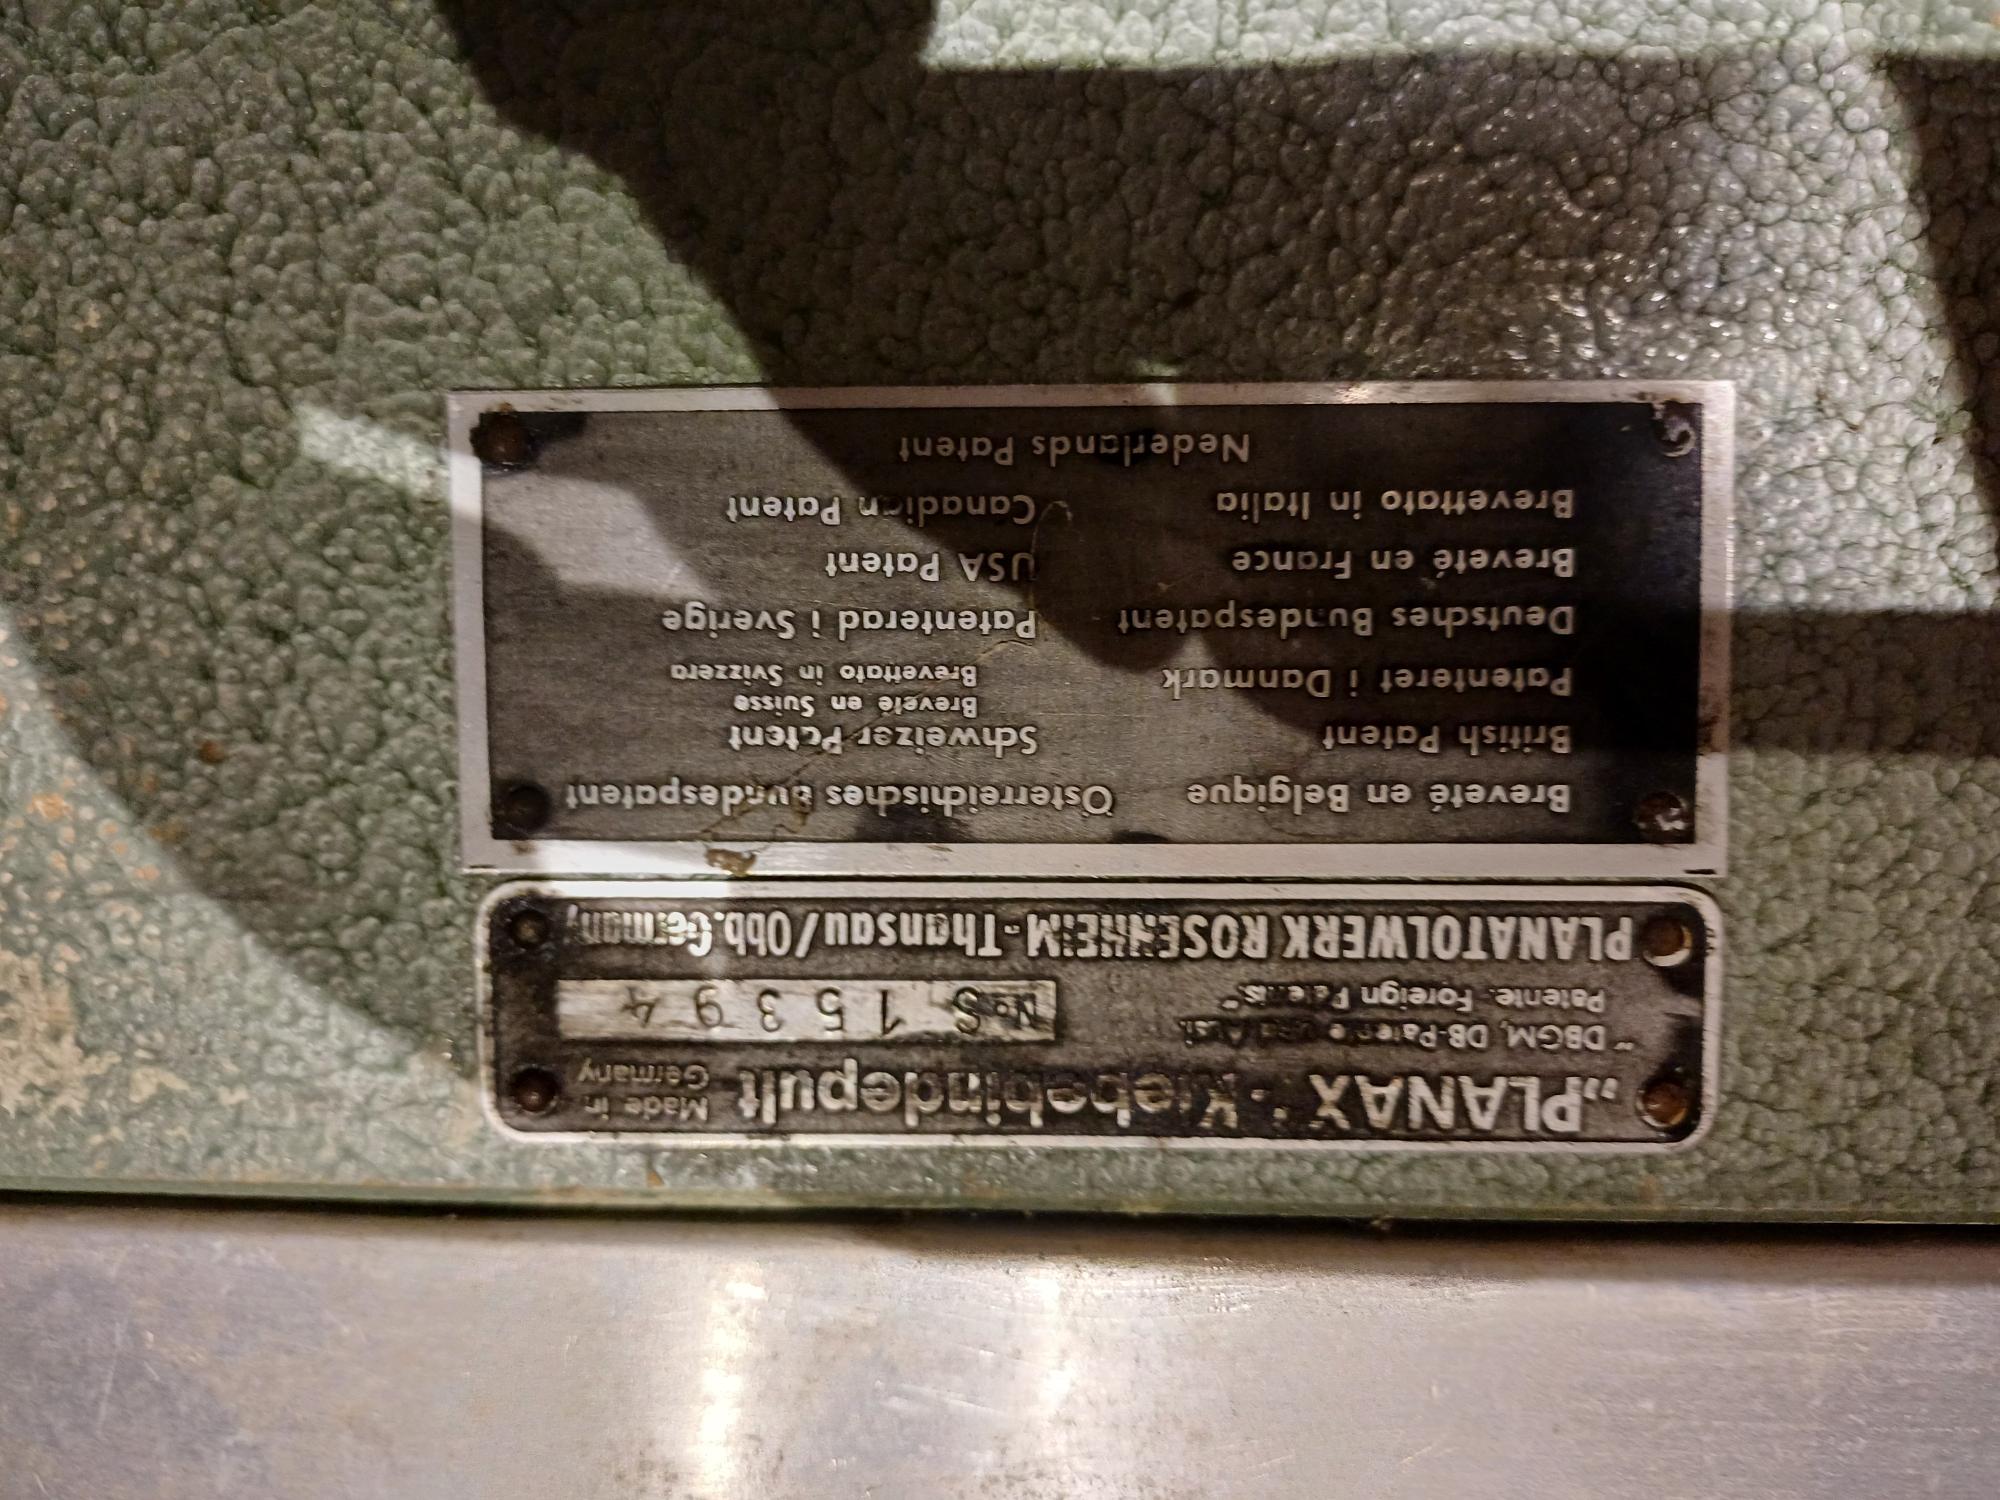 „PLANAX“-Klebebindepult Made in
Germany
“DBGM, DB-Patente und Ausl.
Patente. Foreign Patents.“
No S 15394
PLANATOLWERK ROSENHEIM-Thansau/Obb.Germany
Breveté en Belgique
British Patent
Patenteret i Danmark
Deutsches Bundespatent
Breveté en France
Brevettato in Italia
Österreichisches Bundespatent
Schweizer Patent
Breveté en Suisse
Brevettato in Svizzera
Patenterad i Sverige
USA Patent
Canadian Patent
Nederlands Patent